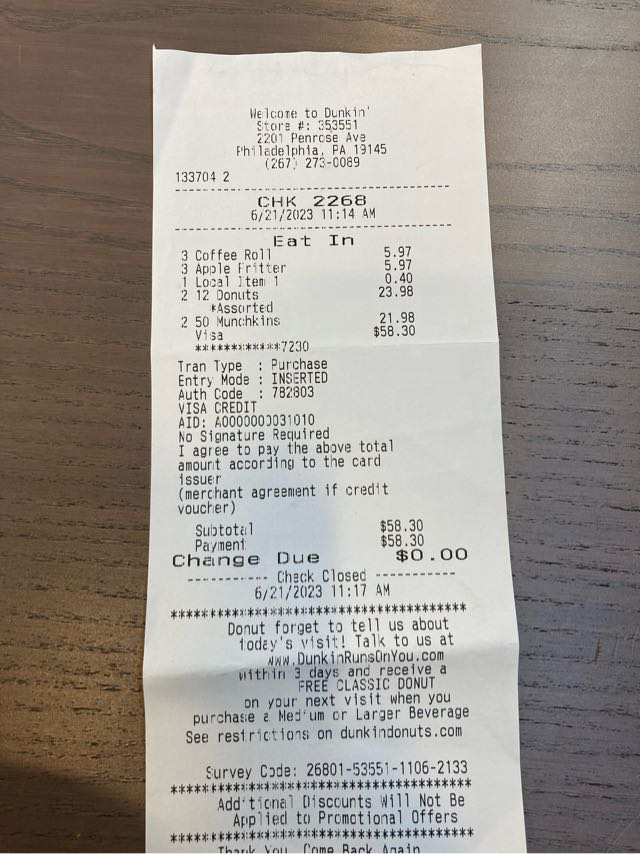 Welcome to Dunkin'
Store #: 353551
2201 Penrose Ave
Philadelphia, PA 19145
(267) 273-0089
133704 2
CHK 2268
6/21/2023 11:14 AM
Eat In
3 Coffee Roll 5.97
3 Apple Fritter 5.97
1 Local Item 1 0.40
2 12 Donuts 23.98
*Assorted
2 50 Munchkins 21.98
Visa $58.30
************7230
Tran Type : Purchase
Entry Mode : INSERTED
Auth Code : 782803
VISA CREDIT
AID: A0000000031010
No Signature Required
I agree to pay the above total
amount according to the card
issuer
(merchant agreement if credit
voucher)
Subtotal $58.30
Payment $58.30
Change Due $0.00
---------- Check Closed ----------
6/21/2023 11:17 AM
*************************************
Donut forget to tell us about
today's visit! Talk to us at
www.DunkinRunsOnYou.com
within 3 days and receive a
FREE CLASSIC DONUT
on your next visit when you
purchase a Medium or Larger Beverage
See restrictions on dunkindonuts.com
Survey Code: 26801-53551-1106-2133
*************************************
Additional Discounts Will Not Be
Applied to Promotional Offers
*************************************
Thank You, Come Back Again